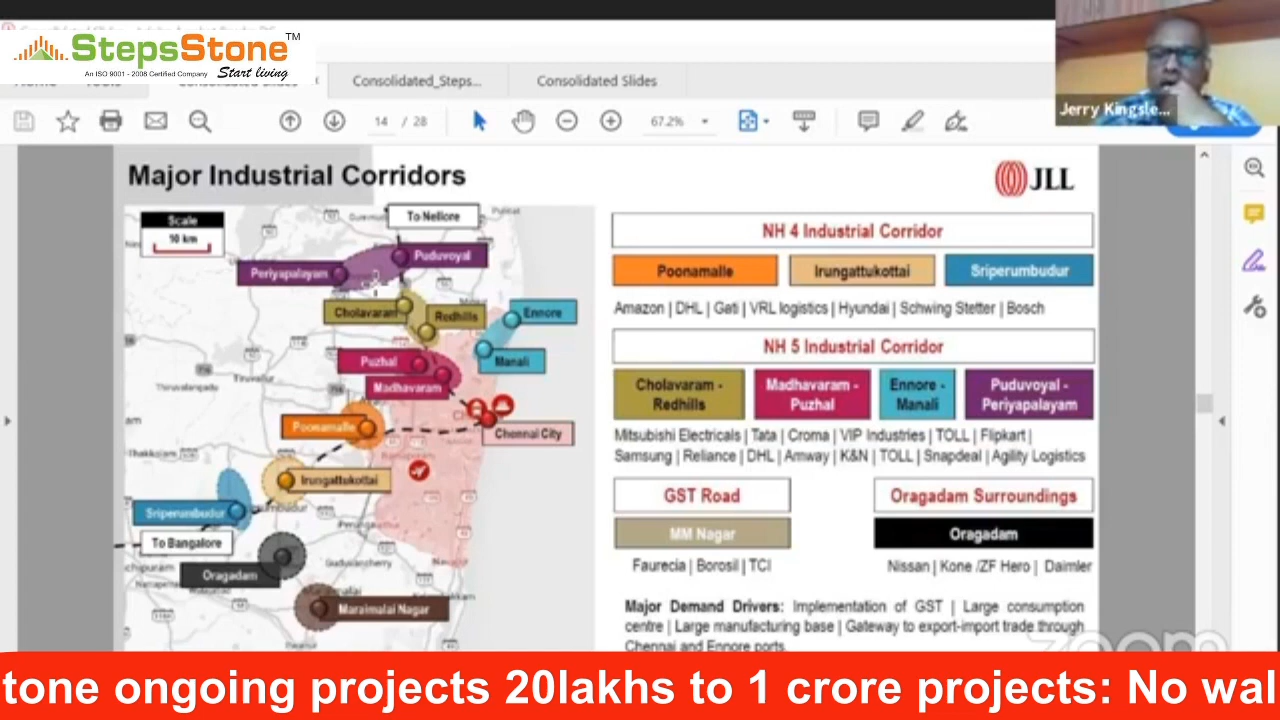 StepsStone™
An ISO 9001 - 2008 Certified Company Start living
Consolidated_Steps... Consolidated Slides
14 / 28 67.2%
Jerry Kingsle...
Major Industrial Corridors
JLL
Scale
10 km
To Nellore
Puduvoyal
Periyapalayam
Cholavaram
Redhills
Ennore
Puzhal
Manali
Madhavaram
Poonamalle
Chennai City
Irungattukottai
Sriperumbudur
To Bangalore
Oragadam
Guduvanchery
Maraimalai Nagar
NH 4 Industrial Corridor
Poonamalle Irungattukottai Sriperumbudur
Amazon | DHL | Gati | VRL logistics | Hyundai | Schwing Stetter | Bosch
NH 5 Industrial Corridor
Cholavaram - Redhills
Madhavaram - Puzhal
Ennore - Manali
Puduvoyal - Periyapalayam
Mitsubishi Electricals | Tata | Croma | VIP Industries | TOLL | Flipkart |
Samsung | Reliance | DHL | Amway | K&N | TOLL | Snapdeal | Agility Logistics
GST Road
MM Nagar
Faurecia | Borosil | TCI
Oragadam Surroundings
Oragadam
Nissan | Kone /ZF Hero | Daimler
Major Demand Drivers: Implementation of GST | Large consumption
centre | Large manufacturing base | Gateway to export-import trade through
Chennai and Ennore ports.
zoom
tone ongoing projects 20lakhs to 1 crore projects: No wal